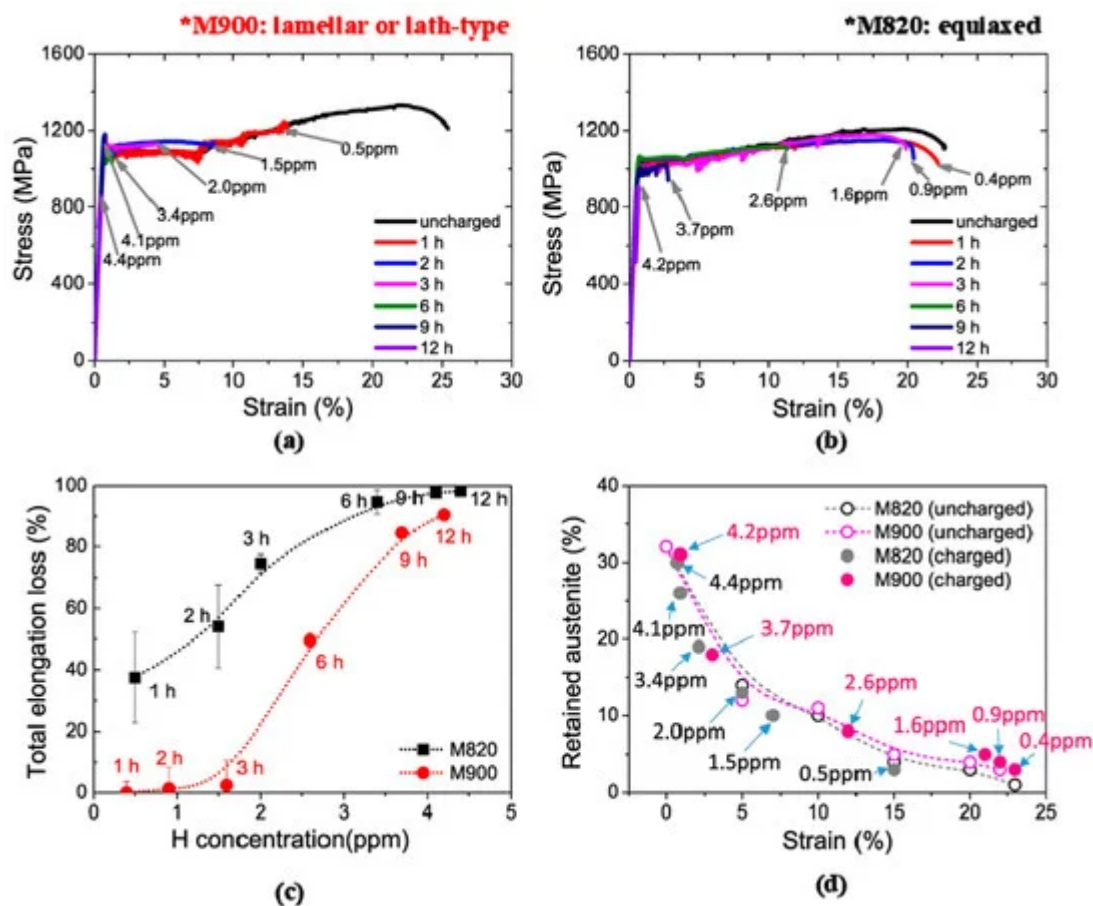 *M900: lamellar or lath-type
*M820: equiaxed
1600
1200
800
400
0
Stress (MPa)
0 5 10 15 20 25 30
Strain (%)
0.5ppm
1.5ppm
2.0ppm
3.4ppm
4.1ppm
4.4ppm
uncharged
1 h
2 h
3 h
6 h
9 h
12 h
(a)
1600
1200
800
400
0
Stress (MPa)
0 5 10 15 20 25 30
Strain (%)
2.6ppm
1.6ppm
0.4ppm
0.9ppm
3.7ppm
4.2ppm
uncharged
1 h
2 h
3 h
6 h
9 h
12 h
(b)
100
80
60
40
20
0
Total elongation loss (%)
0 1 2 3 4 5
H concentration(ppm)
1 h
2 h
3 h
6 h
9 h
12 h
1 h
2 h
3 h
6 h
9 h
12 h
M820
M900
(c)
40
30
20
10
0
Retained austenite (%)
0 5 10 15 20 25
Strain (%)
M820 (uncharged)
M900 (uncharged)
M820 (charged)
M900 (charged)
4.2ppm
4.4ppm
4.1ppm
3.7ppm
3.4ppm
2.6ppm
2.0ppm
1.5ppm
0.5ppm
1.6ppm
0.9ppm
0.4ppm
(d)